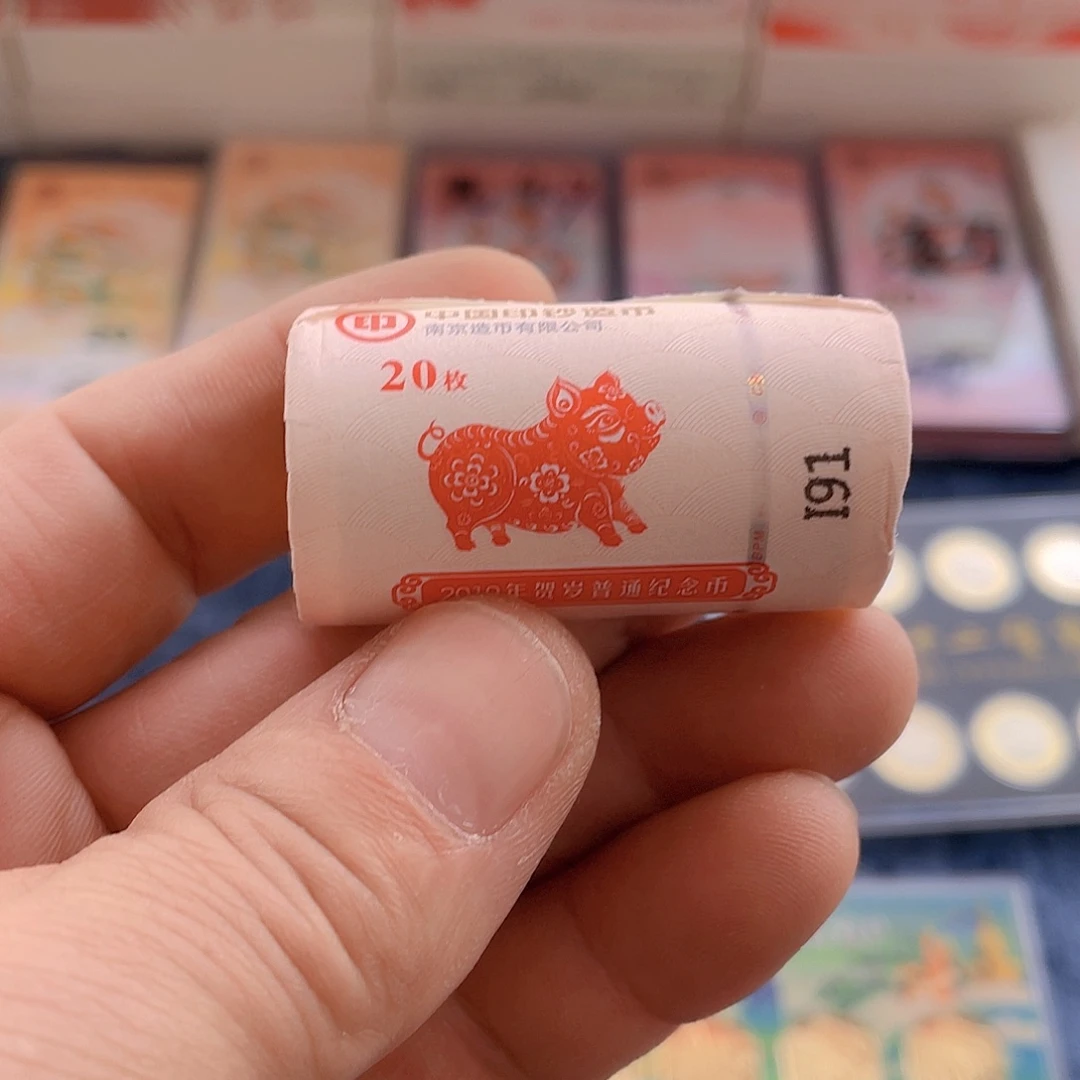 中国印钞造币
南京造币有限公司
20枚
I91
2019年贺岁普通纪念币